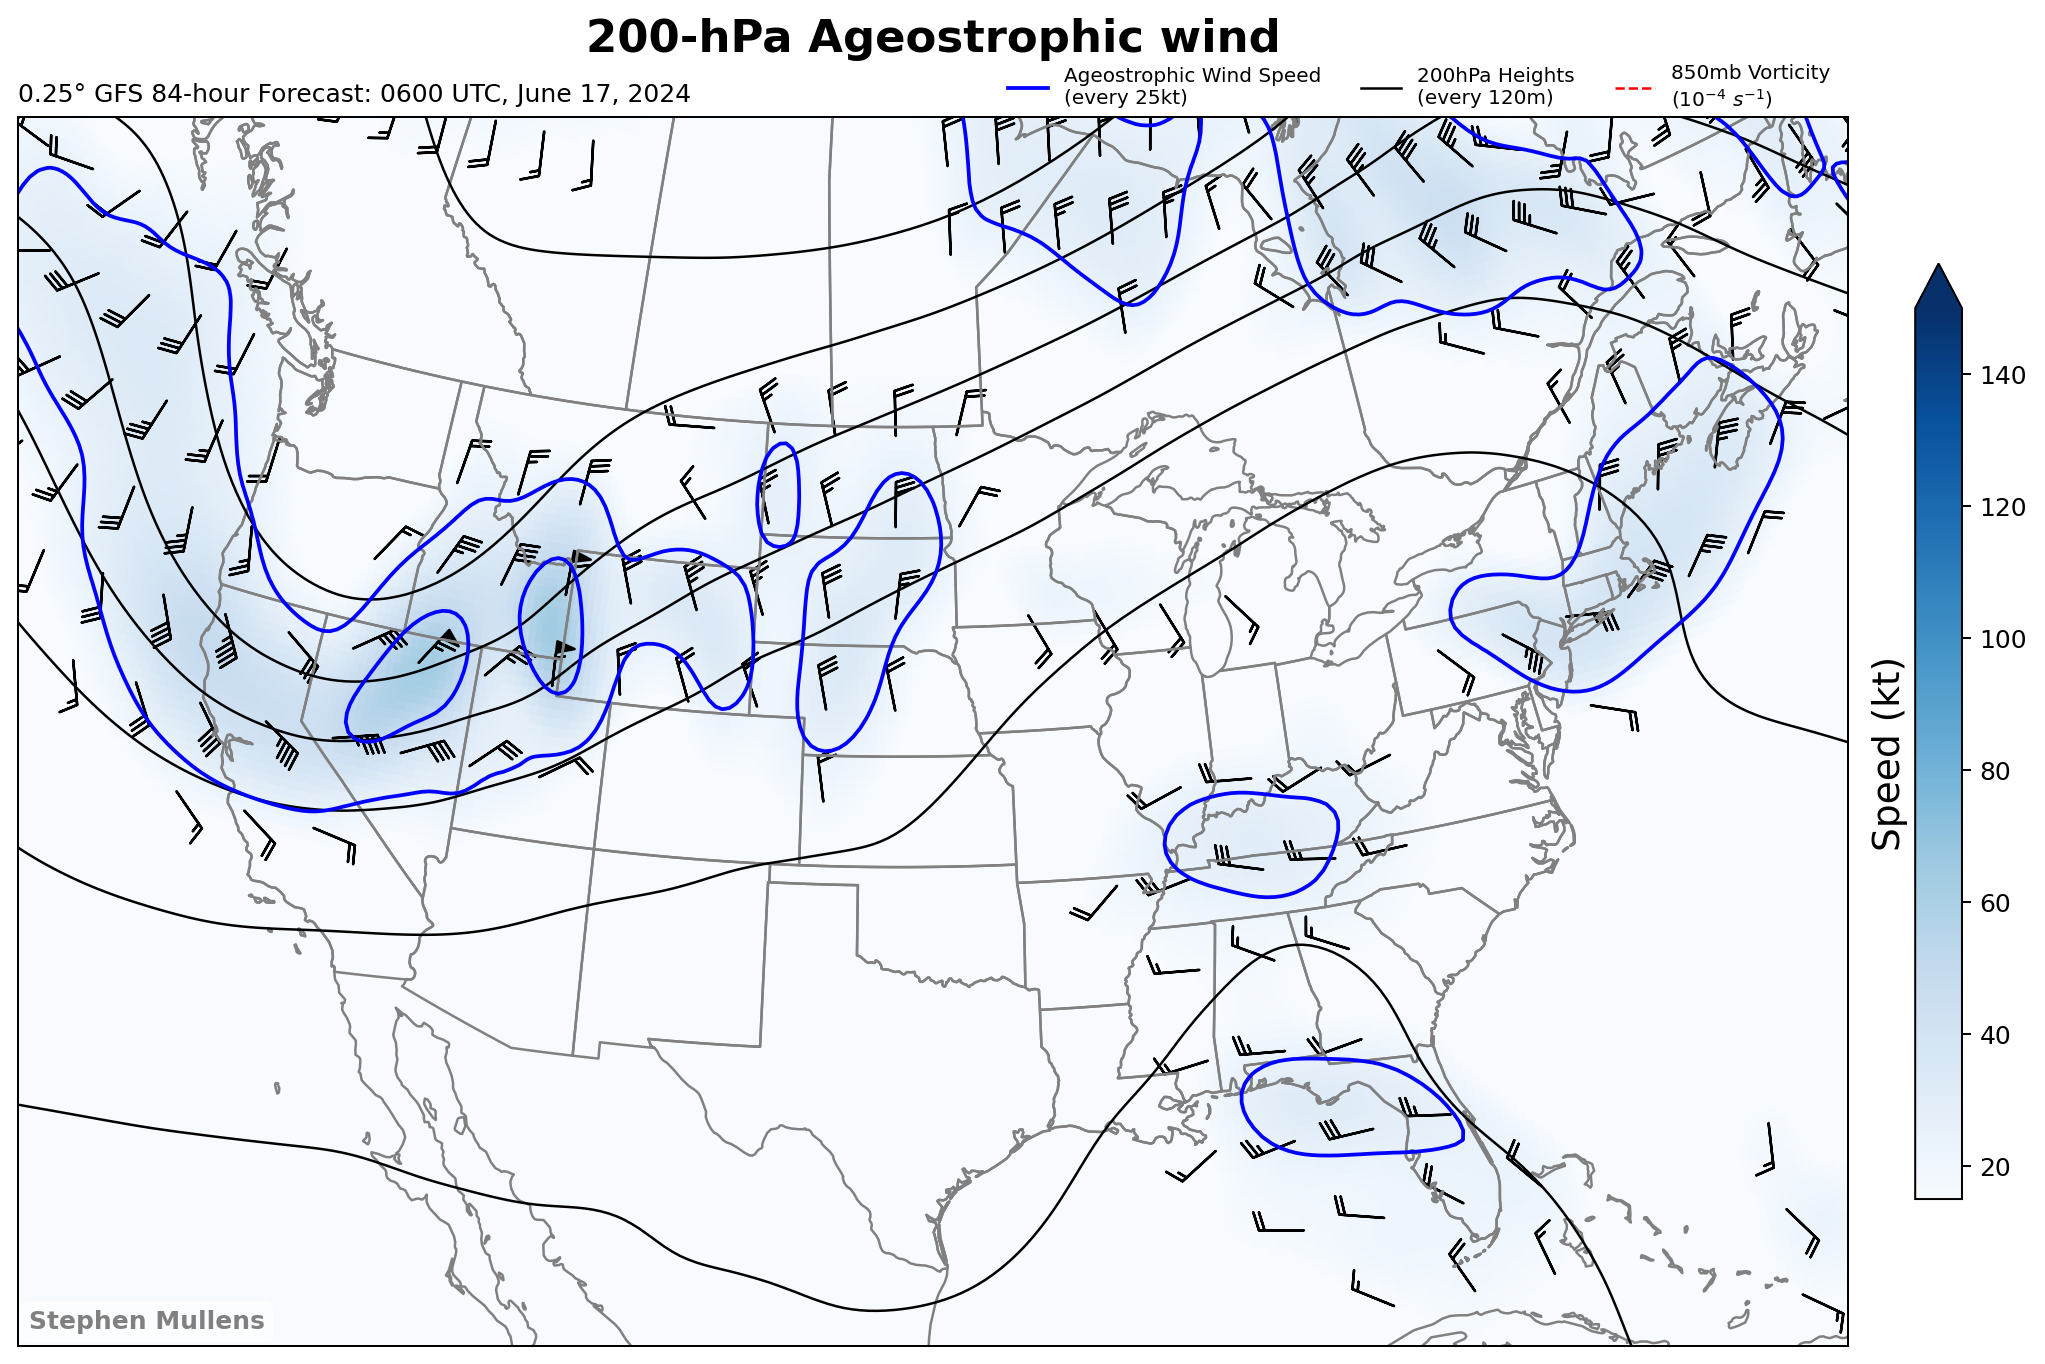 200-hPa Ageostrophic wind
0.25° GFS 84-hour Forecast: 0600 UTC, June 17, 2024
Ageostrophic Wind Speed
(every 25kt)
200hPa Heights
(every 120m)
850mb Vorticity
(10⁻⁴ s⁻¹)
140
120
100
80
60
40
20
Speed (kt)
Stephen Mullens